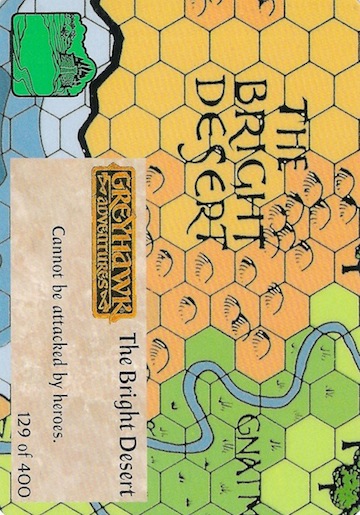 THE
BRIGHT
DESERT
GNATM
GREYHAWK
ADVENTURES
The Bright Desert
Cannot be attacked by heroes.
129 of 400